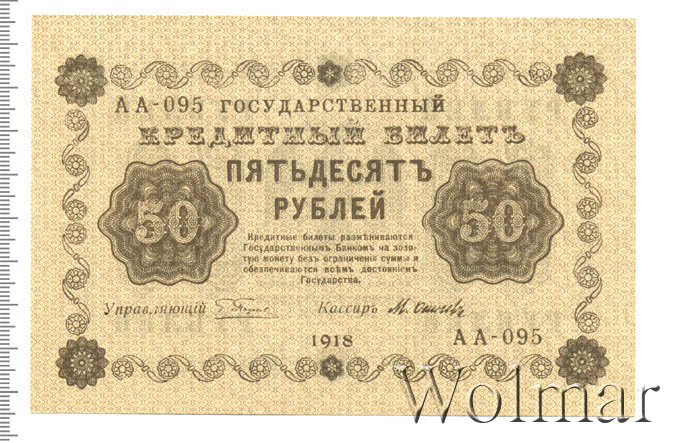 АА-095 ГОСУДАРСТВЕННЫЙ
КРЕДИТНЫЙ БИЛЕТЪ
ПЯТЬДЕСЯТЪ
РУБЛЕЙ
50
50
Кредитные билеты размѣниваются
Государственнымъ Банкомъ на золо-
тую монету безъ ограниченія суммы и
обезпечиваются всѣмъ достояніемъ
Государства.
Управляющій
Кассиръ
1918
АА-095
Wolmar